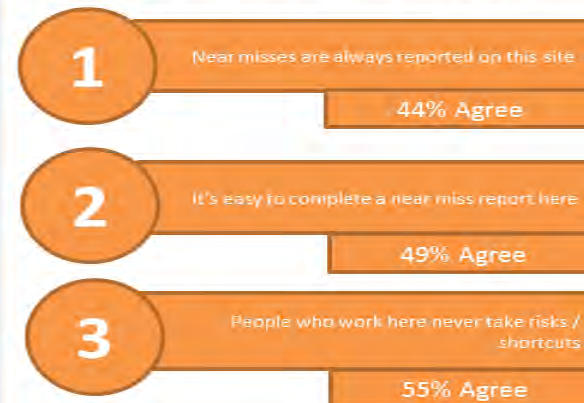 1
Near misses are always reported on this site
44% Agree
2
It's easy to complete a near miss report here
49% Agree
3
People who work here never take risks /
shortcuts
55% Agree